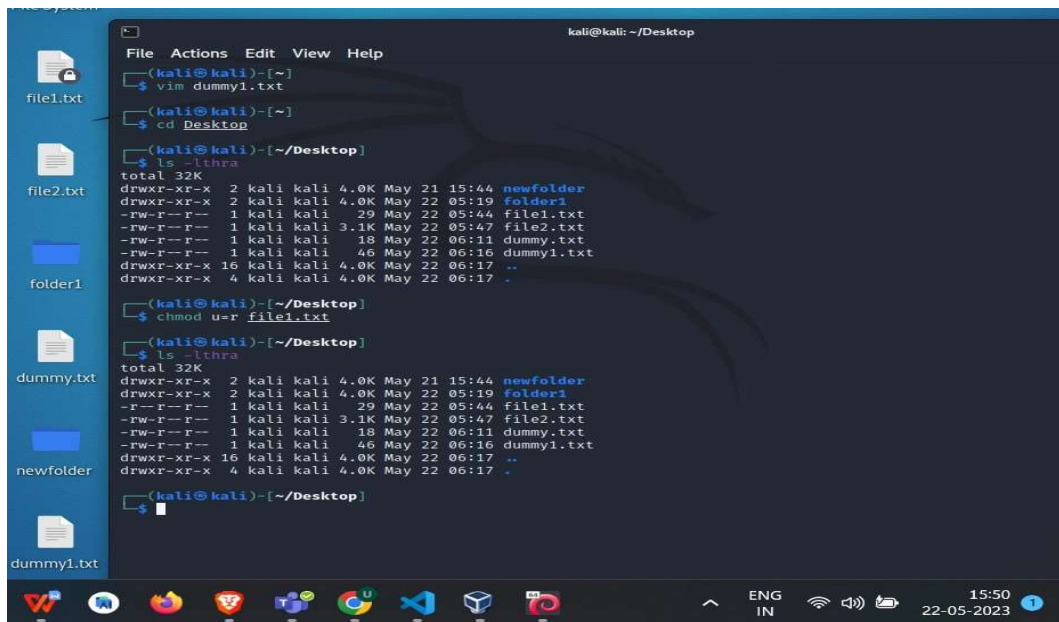 file1.txt
file2.txt
folder1
dummy.txt
newfolder
dummy1.txt
kali@kali: ~/Desktop
File Actions Edit View Help
┌──(kali㉿kali)-[~]
└─$ vim dummy1.txt
┌──(kali㉿kali)-[~]
└─$ cd Desktop
┌──(kali㉿kali)-[~/Desktop]
└─$ ls -lthra
total 32K
drwxr-xr-x  2 kali kali 4.0K May 21 15:44 newfolder
drwxr-xr-x  2 kali kali 4.0K May 22 05:19 folder1
-rw-r--r--  1 kali kali   29 May 22 05:44 file1.txt
-rw-r--r--  1 kali kali 3.1K May 22 05:47 file2.txt
-rw-r--r--  1 kali kali   18 May 22 06:11 dummy.txt
-rw-r--r--  1 kali kali   46 May 22 06:16 dummy1.txt
drwxr-xr-x 16 kali kali 4.0K May 22 06:17 ..
drwxr-xr-x  4 kali kali 4.0K May 22 06:17 .
┌──(kali㉿kali)-[~/Desktop]
└─$ chmod u=r file1.txt
┌──(kali㉿kali)-[~/Desktop]
└─$ ls -lthra
total 32K
drwxr-xr-x  2 kali kali 4.0K May 21 15:44 newfolder
drwxr-xr-x  2 kali kali 4.0K May 22 05:19 folder1
-r--r--r--  1 kali kali   29 May 22 05:44 file1.txt
-rw-r--r--  1 kali kali 3.1K May 22 05:47 file2.txt
-rw-r--r--  1 kali kali   18 May 22 06:11 dummy.txt
-rw-r--r--  1 kali kali   46 May 22 06:16 dummy1.txt
drwxr-xr-x 16 kali kali 4.0K May 22 06:17 ..
drwxr-xr-x  4 kali kali 4.0K May 22 06:17 .
┌──(kali㉿kali)-[~/Desktop]
└─$
ENG
IN
15:50
22-05-2023
1